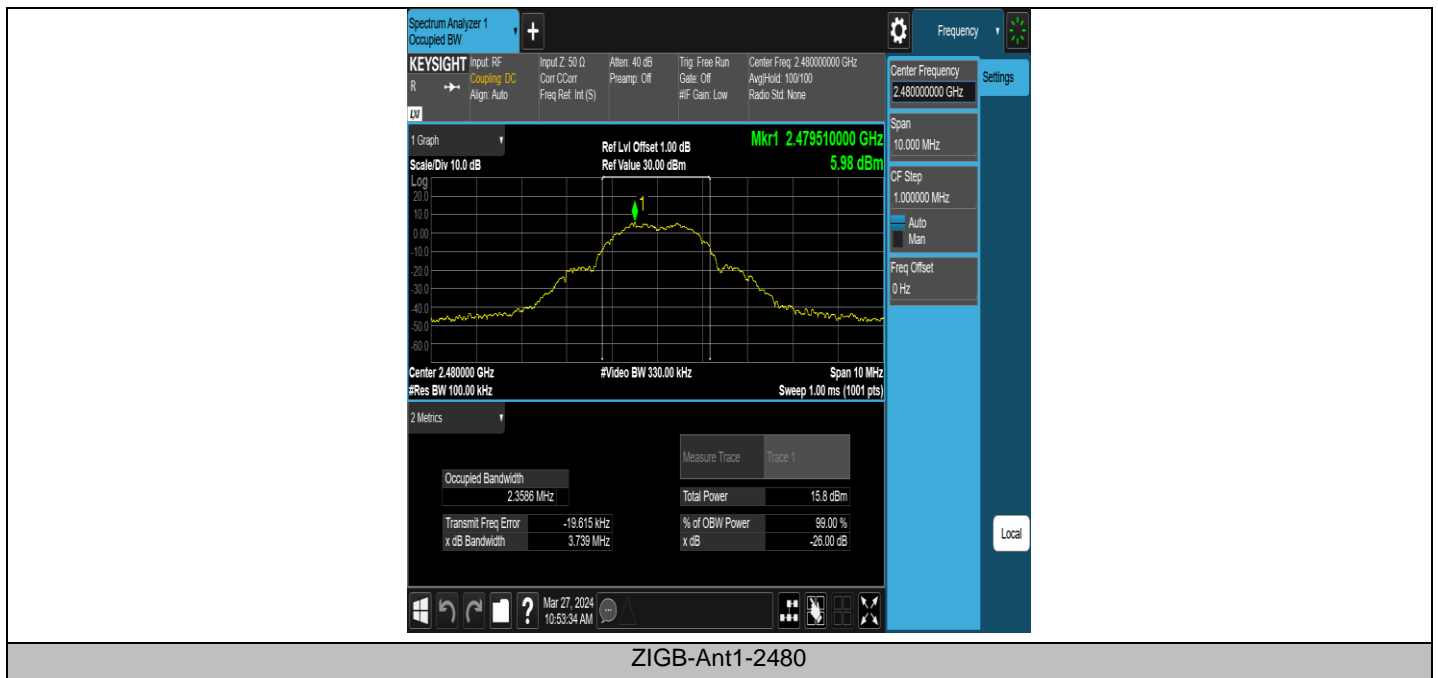 Spectrum Analyzer 1
Occupied BW
+
Frequency
KEYSIGHT
R
LXI
Input: RF
Coupling: DC
Align: Auto
Input Z: 50 Ω
Corr CCorr
Freq Ref: Int (S)
Atten: 40 dB
Preamp: Off
Trig: Free Run
Gate: Off
#IF Gain: Low
Center Freq: 2.480000000 GHz
Avg|Hold: 100/100
Radio Std: None
Center Frequency
2.480000000 GHz
Settings
Span
10.000 MHz
CF Step
1.000000 MHz
Auto
Man
Freq Offset
0 Hz
Local
1 Graph
Scale/Div 10.0 dB
Ref Lvl Offset 1.00 dB
Ref Value 30.00 dBm
Mkr1 2.479510000 GHz
5.98 dBm
Log
20.0
10.0
0.00
-10.0
-20.0
-30.0
-40.0
-50.0
-60.0
1
Center 2.480000 GHz
#Res BW 100.00 kHz
#Video BW 330.00 kHz
Span 10 MHz
Sweep 1.00 ms (1001 pts)
2 Metrics
Measure Trace Trace 1
Occupied Bandwidth
2.3586 MHz
Total Power 15.8 dBm
Transmit Freq Error -19.615 kHz
% of OBW Power 99.00 %
x dB Bandwidth 3.739 MHz
x dB -26.00 dB
?
Mar 27, 2024
10:53:34 AM
ZIGB-Ant1-2480